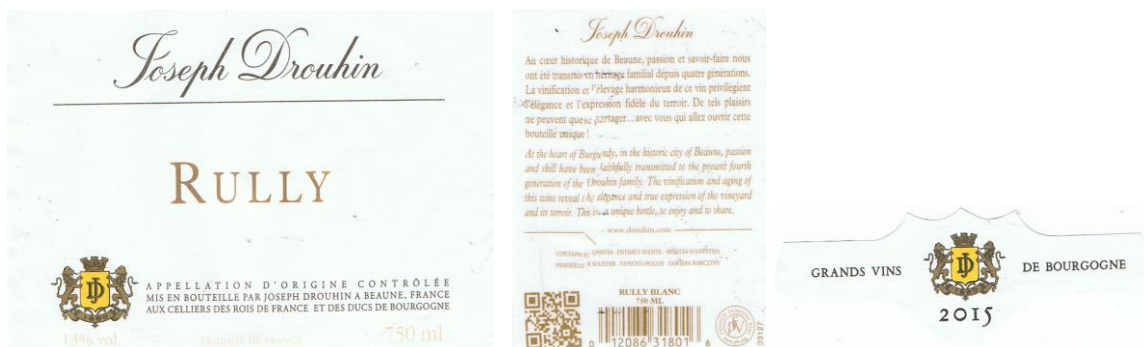 Joseph Drouhin
RULLY
APPELLATION D'ORIGINE CONTRÔLÉE
MIS EN BOUTEILLE PAR JOSEPH DROUHIN A BEAUNE, FRANCE
AUX CELLIERS DES ROIS DE FRANCE ET DES DUCS DE BOURGOGNE
13% vol.
PRODUIT DE FRANCE
750 ml
Joseph Drouhin
Au cœur historique de Beaune, passion et savoir-faire nous
ont été transmis en héritage familial depuis quatre générations.
La vinification et l'élevage harmonieux de ce vin privilégient
l'élégance et l'expression fidèle du terroir. De tels plaisirs
ne peuvent que se partager...avec vous qui allez ouvrir cette
bouteille unique !
At the heart of Burgundy, in the historic city of Beaune, passion
and skill have been faithfully transmitted to the present fourth
generation of the Drouhin family. The vinification and aging of
this wine reveal the elegance and true expression of the vineyard
and its terroir. This is a unique bottle, to enjoy and to share.
www.drouhin.com
RULLY BLANC
750 ML
0 12086 31801 6
33127
GRANDS VINS DE BOURGOGNE
2015